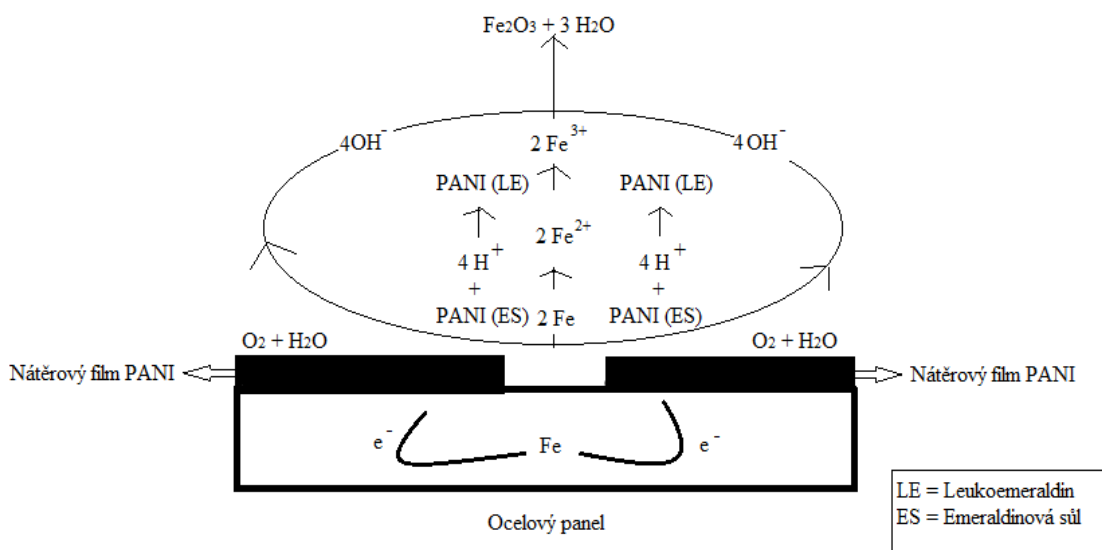 Fe2O3 + 3 H2O
4OH-
2 Fe3+
4 OH-
PANI (LE)
PANI (LE)
2 Fe2+
4 H+
4 H+
+
+
PANI (ES)
2 Fe
PANI (ES)
O2 + H2O
O2 + H2O
Nátěrový film PANI
Nátěrový film PANI
e-
Fe
e-
Ocelový panel
LE = Leukoemeraldin
ES = Emeraldinová sůl